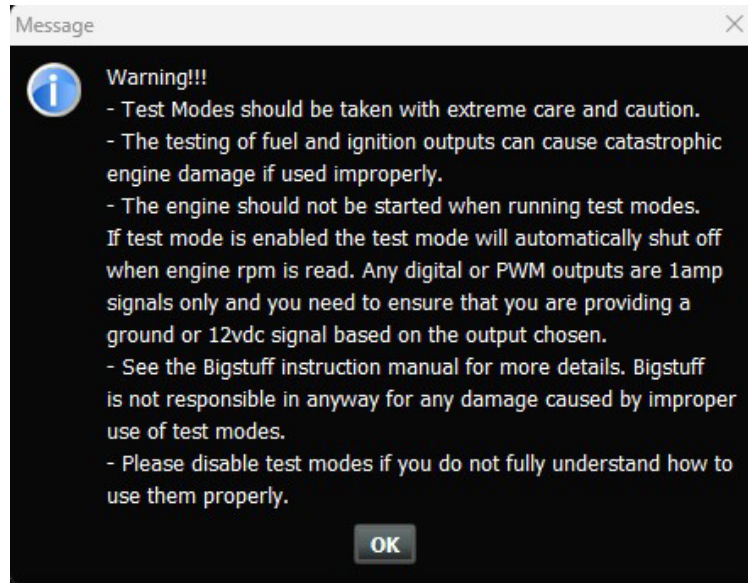 Message
Warning!!!
- Test Modes should be taken with extreme care and caution.
- The testing of fuel and ignition outputs can cause catastrophic
engine damage if used improperly.
- The engine should not be started when running test modes.
If test mode is enabled the test mode will automatically shut off
when engine rpm is read. Any digital or PWM outputs are 1amp
signals only and you need to ensure that you are providing a
ground or 12vdc signal based on the output chosen.
- See the Bigstuff instruction manual for more details. Bigstuff
is not responsible in anyway for any damage caused by improper
use of test modes.
- Please disable test modes if you do not fully understand how to
use them properly.
OK